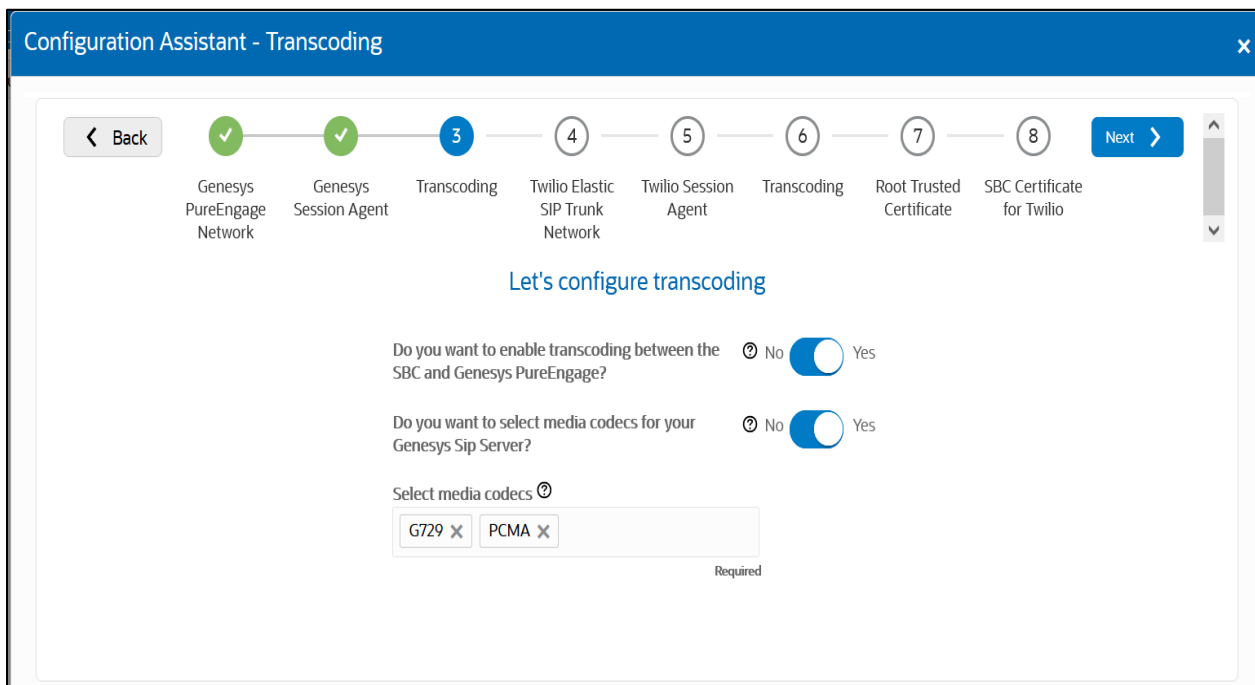 Configuration Assistant - Transcoding
Back
3
4
5
6
7
8
Next
Genesys
PureEngage
Network
Genesys
Session Agent
Transcoding
Twilio Elastic
SIP Trunk
Network
Twilio Session
Agent
Transcoding
Root Trusted
Certificate
SBC Certificate
for Twilio
Let's configure transcoding
Do you want to enable transcoding between the
SBC and Genesys PureEngage?
? No Yes
Do you want to select media codecs for your
Genesys Sip Server?
? No Yes
Select media codecs ?
G729 PCMA
Required